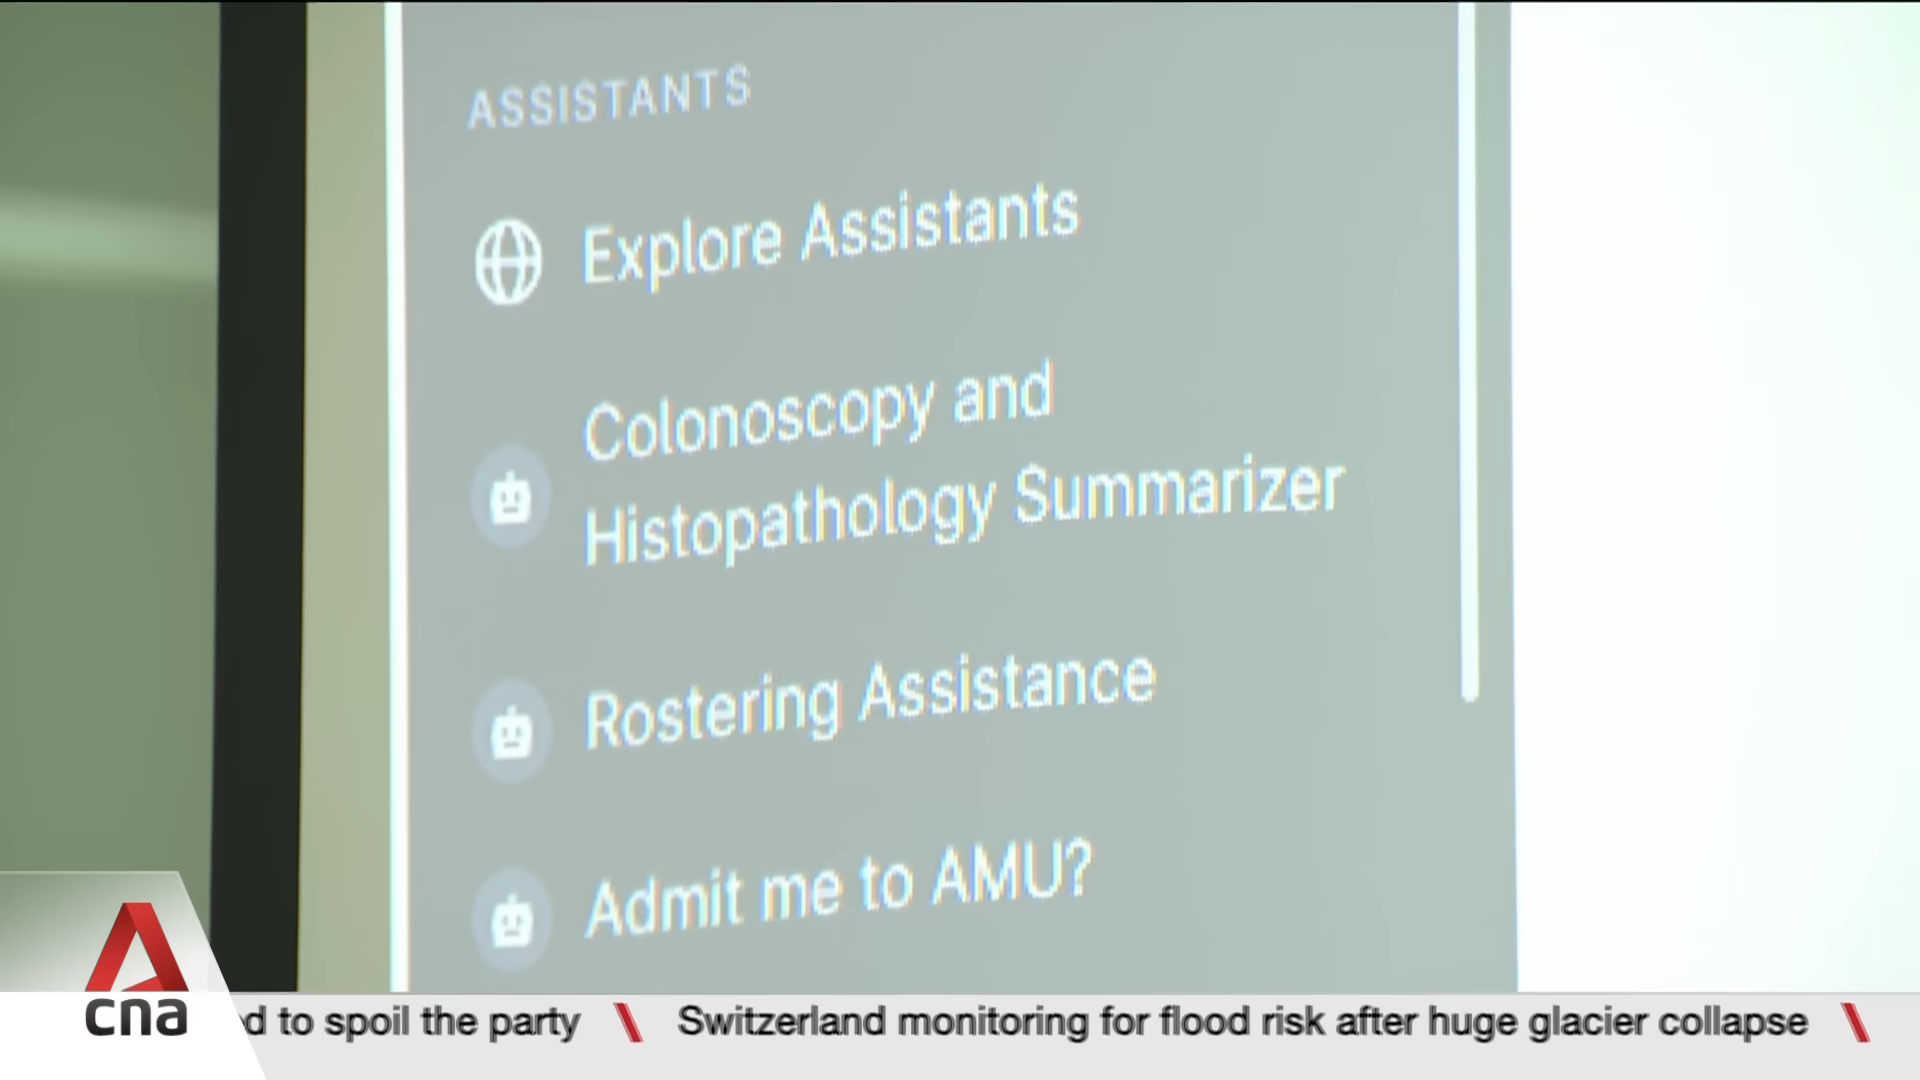 ASSISTANTS
Explore Assistants
Colonoscopy and
Histopathology Summarizer
Rostering Assistance
Admit me to AMU?
cna
to spoil the party \ Switzerland monitoring for flood risk after huge glacier collapse \